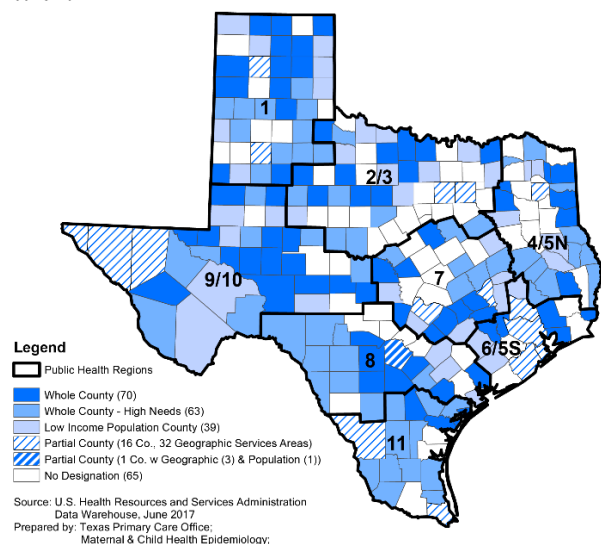 1
2/3
4/5N
9/10
7
6/5S
8
11
Legend
Public Health Regions
Whole County (70)
Whole County - High Needs (63)
Low Income Population County (39)
Partial County (16 Co., 32 Geographic Services Areas)
Partial County (1 Co. w Geographic (3) & Population (1))
No Designation (65)
Source: U.S. Health Resources and Services Administration
Data Warehouse, June 2017
Prepared by: Texas Primary Care Office;
Maternal & Child Health Epidemiology;